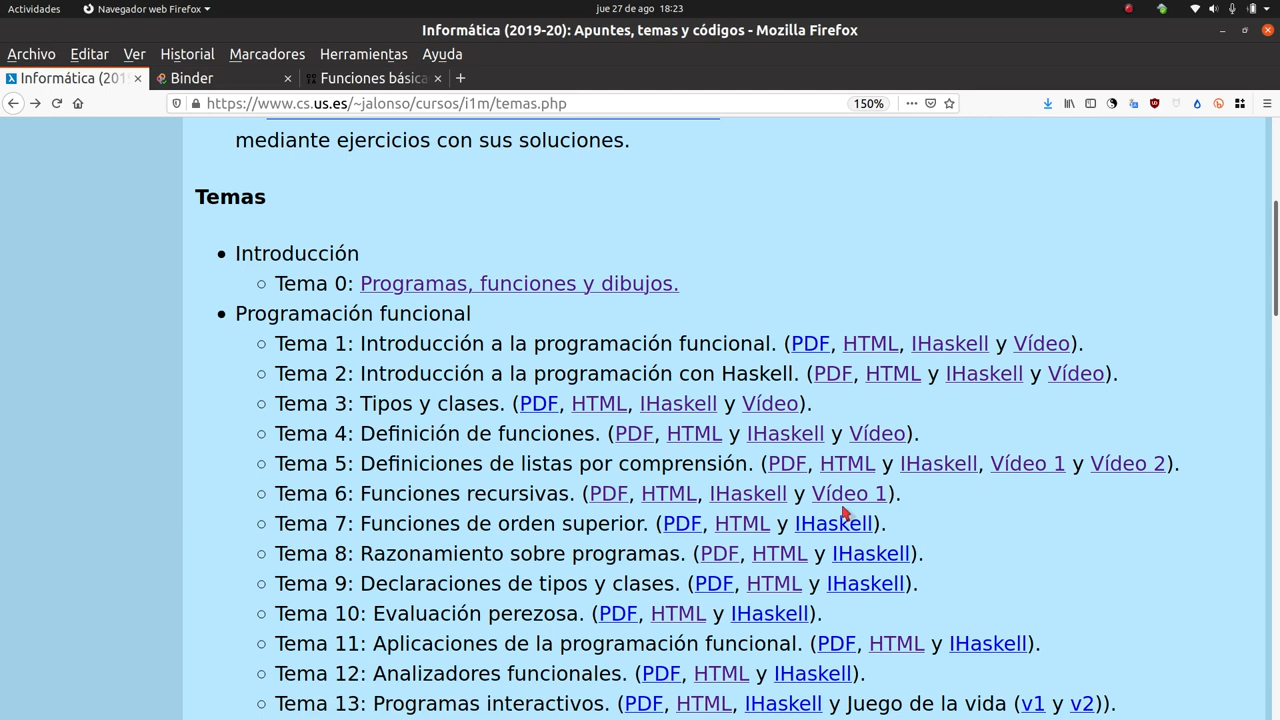 Actividades Navegador web Firefox jue 27 de ago 18:23
Informática (2019-20): Apuntes, temas y códigos - Mozilla Firefox
Archivo Editar Ver Historial Marcadores Herramientas Ayuda
Informática (201 Binder Funciones básica
https://www.cs.us.es/~jalonso/cursos/i1m/temas.php 150%
mediante ejercicios con sus soluciones.
Temas
Introducción
Tema 0: Programas, funciones y dibujos.
Programación funcional
Tema 1: Introducción a la programación funcional. (PDF, HTML, IHaskell y Vídeo).
Tema 2: Introducción a la programación con Haskell. (PDF, HTML y IHaskell y Vídeo).
Tema 3: Tipos y clases. (PDF, HTML, IHaskell y Vídeo).
Tema 4: Definición de funciones. (PDF, HTML y IHaskell y Vídeo).
Tema 5: Definiciones de listas por comprensión. (PDF, HTML y IHaskell, Vídeo 1 y Vídeo 2).
Tema 6: Funciones recursivas. (PDF, HTML, IHaskell y Vídeo 1).
Tema 7: Funciones de orden superior. (PDF, HTML y IHaskell).
Tema 8: Razonamiento sobre programas. (PDF, HTML y IHaskell).
Tema 9: Declaraciones de tipos y clases. (PDF, HTML y IHaskell).
Tema 10: Evaluación perezosa. (PDF, HTML y IHaskell).
Tema 11: Aplicaciones de la programación funcional. (PDF, HTML y IHaskell).
Tema 12: Analizadores funcionales. (PDF, HTML y IHaskell).
Tema 13: Programas interactivos. (PDF, HTML, IHaskell y Juego de la vida (v1 y v2)).